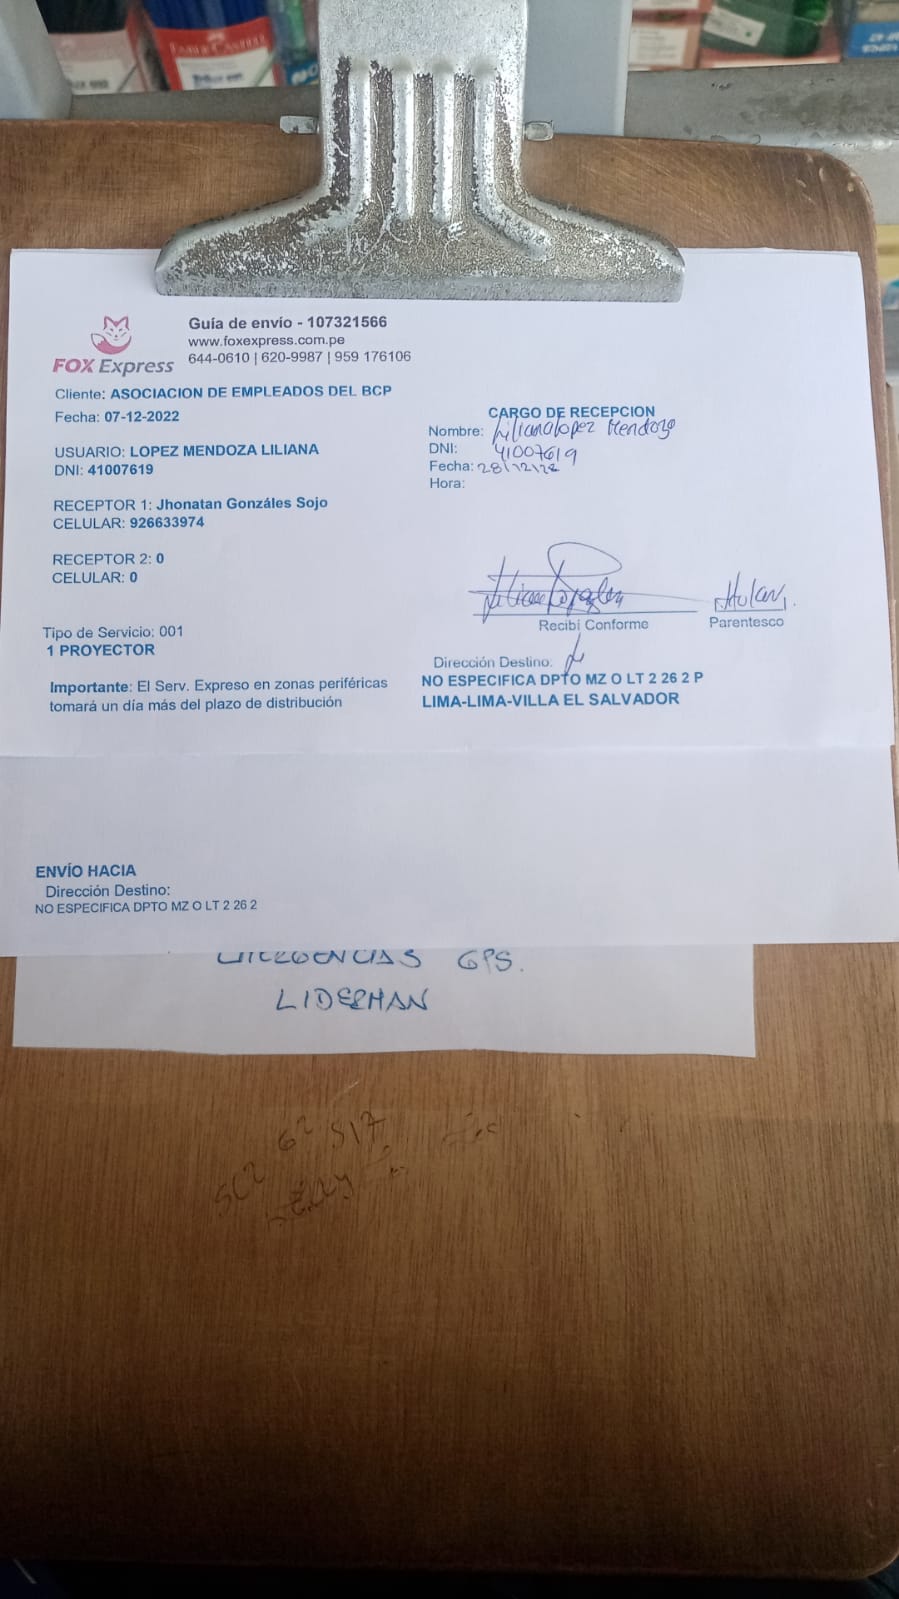 FABER-CASTELL
Guía de envío - 107321566
www.foxexpress.com.pe
644-0610 | 620-9987 | 959 176106
FOX Express
Cliente: ASOCIACION DE EMPLEADOS DEL BCP
Fecha: 07-12-2022
USUARIO: LOPEZ MENDOZA LILIANA
DNI: 41007619
RECEPTOR 1: Jhonatan Gonzáles Sojo
CELULAR: 926633974
RECEPTOR 2: 0
CELULAR: 0
Tipo de Servicio: 001
1 PROYECTOR
Importante: El Serv. Expreso en zonas periféricas
tomará un día más del plazo de distribución
CARGO DE RECEPCION
Nombre: Liliana Lopez Mendoza
DNI: 41007619
Fecha: 28/12/22
Hora:
Recibí Conforme
Parentesco
Dirección Destino:
NO ESPECIFICA DPTO MZ O LT 2 26 2 P
LIMA-LIMA-VILLA EL SALVADOR
ENVÍO HACIA
Dirección Destino:
NO ESPECIFICA DPTO MZ O LT 2 26 2
GPS.
LIDERMAN